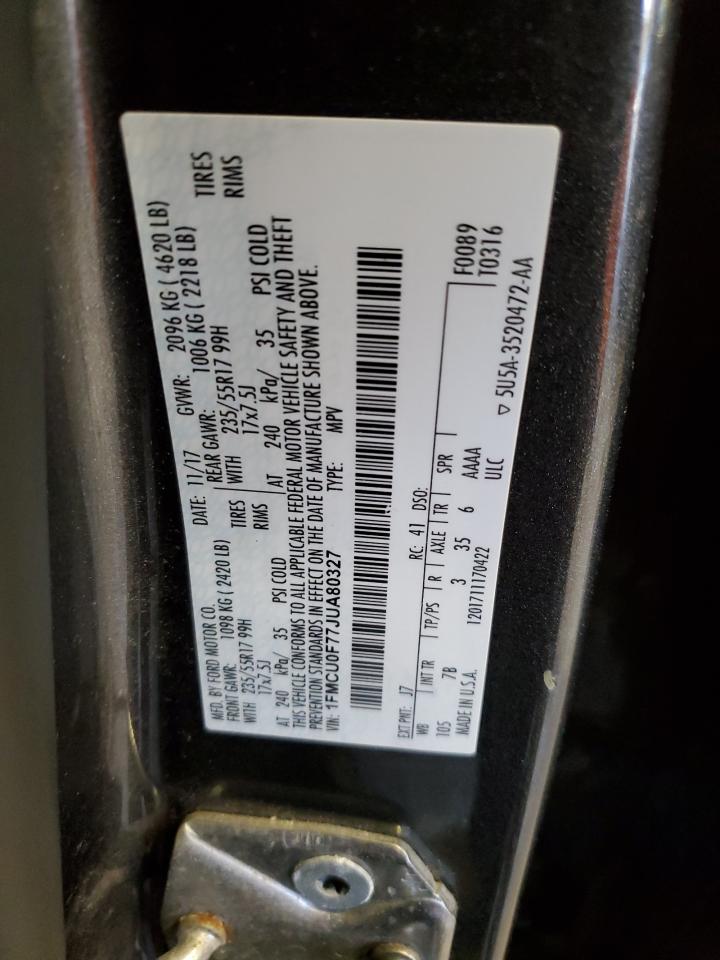 MFD. BY FORD MOTOR CO. DATE: 11/17 GVWR: 2096 KG ( 4620 LB)
FRONT GAWR: 1098 KG ( 2420 LB) REAR GAWR: 1006 KG ( 2218 LB)
WITH 235/55R17 99H TIRES WITH 235/55R17 99H TIRES
17x7.5J RIMS 17x7.5J RIMS
AT 240 kPa/ 35 PSI COLD AT 240 kPa/ 35 PSI COLD
THIS VEHICLE CONFORMS TO ALL APPLICABLE FEDERAL MOTOR VEHICLE SAFETY AND THEFT
PREVENTION STANDARDS IN EFFECT ON THE DATE OF MANUFACTURE SHOWN ABOVE.
VIN: 1FMCU0F77JUA80327 TYPE: MPV
EXT PNT: J7 RC: 41 DSO: F0089
WB INT TR TP/PS R AXLE TR SPR T0316
105 7B 3 35 6 AAAA
MADE IN U.S.A. 12017111170422 ULC ▽ 5U5A-3520472-AA